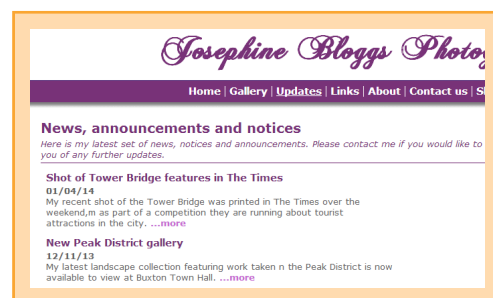 Josephine Bloggs Photog
Home | Gallery | Updates | Links | About | Contact us | S
News, announcements and notices
Here is my latest set of news, notices and announcements. Please contact me if you would like to
you of any further updates.
Shot of Tower Bridge features in The Times
01/04/14
My recent shot of the Tower Bridge was printed in The Times over the
weekend,m as part of a competition they are running about tourist
attractions in the city. ...more
New Peak District gallery
12/11/13
My latest landscape collection featuring work taken n the Peak District is now
available to view at Buxton Town Hall. ...more